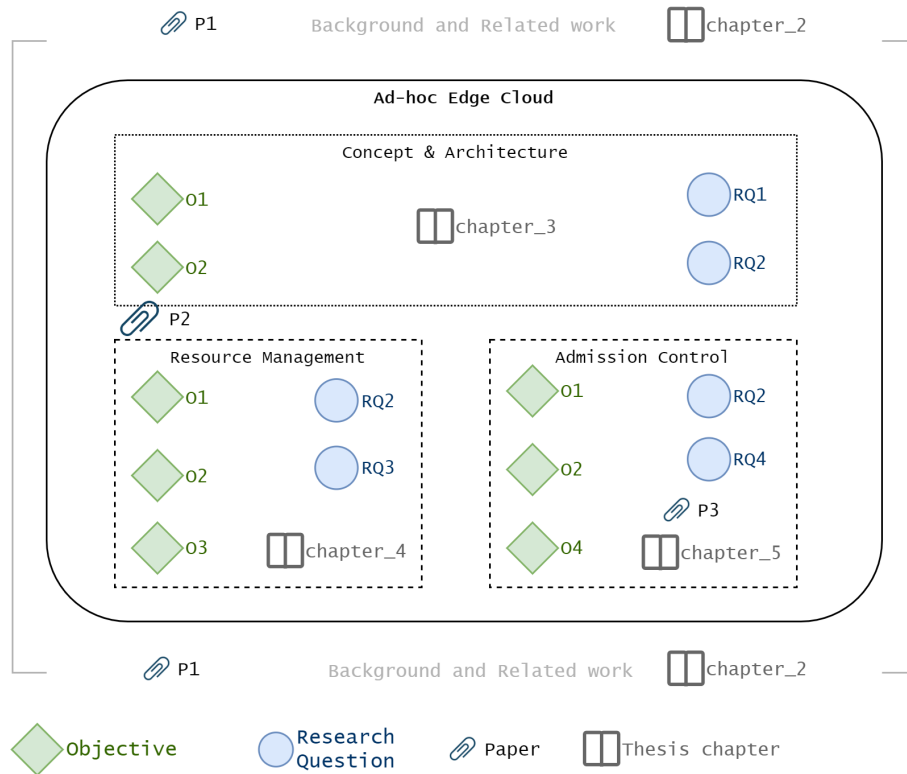 P1 Background and Related work chapter_2
Ad-hoc Edge Cloud
Concept & Architecture
O1
O2
chapter_3
RQ1
RQ2
P2
Resource Management
O1
O2
O3
RQ2
RQ3
chapter_4
Admission Control
O1
O2
O4
RQ2
RQ4
P3
chapter_5
P1 Background and Related work chapter_2
Objective
Research
Question
Paper
Thesis chapter